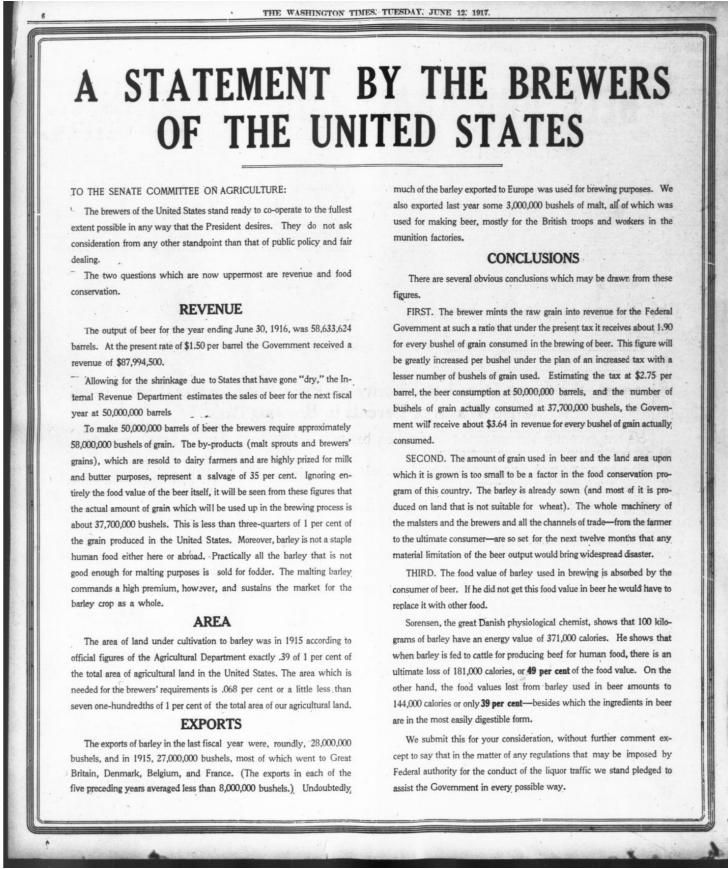 6
THE WASHINGTON TIMES, TUESDAY, JUNE 12, 1917.
A STATEMENT BY THE BREWERS
OF THE UNITED STATES
TO THE SENATE COMMITTEE ON AGRICULTURE:
The brewers of the United States stand ready to co-operate to the fullest
extent possible in any way that the President desires. They do not ask
consideration from any other standpoint than that of public policy and fair
dealing.
The two questions which are now uppermost are revenue and food
conservation.
REVENUE
The output of beer for the year ending June 30, 1916, was 58,633,624
barrels. At the present rate of $1.50 per barrel the Government received a
revenue of $87,994,500.
Allowing for the shrinkage due to States that have gone "dry," the In-
ternal Revenue Department estimates the sales of beer for the next fiscal
year at 50,000,000 barrels
To make 50,000,000 barrels of beer the brewers require approximately
58,000,000 bushels of grain. The by-products (malt sprouts and brewers'
grains), which are resold to dairy farmers and are highly prized for milk
and butter purposes, represent a salvage of 35 per cent. Ignoring en-
tirely the food value of the beer itself, it will be seen from these figures that
the actual amount of grain which will be used up in the brewing process is
about 37,700,000 bushels. This is less than three-quarters of 1 per cent of
the grain produced in the United States. Moreover, barley is not a staple
human food either here or abroad. Practically all the barley that is not
good enough for malting purposes is sold for fodder. The malting barley
commands a high premium, however, and sustains the market for the
barley crop as a whole.
AREA
The area of land under cultivation to barley was in 1915 according to
official figures of the Agricultural Department exactly .39 of 1 per cent of
the total area of agricultural land in the United States. The area which is
needed for the brewers' requirements is .068 per cent or a little less than
seven one-hundredths of 1 per cent of the total area of our agricultural land.
EXPORTS
The exports of barley in the last fiscal year were, roundly, 28,000,000
bushels, and in 1915, 27,000,000 bushels, most of which went to Great
Britain, Denmark, Belgium, and France. (The exports in each of the
five preceding years averaged less than 8,000,000 bushels.) Undoubtedly
much of the barley exported to Europe was used for brewing purposes. We
also exported last year some 3,000,000 bushels of malt, all of which was
used for making beer, mostly for the British troops and workers in the
munition factories.
CONCLUSIONS
There are several obvious conclusions which may be drawn from these
figures.
FIRST. The brewer mints the raw grain into revenue for the Federal
Government at such a ratio that under the present tax it receives about 1.90
for every bushel of grain consumed in the brewing of beer. This figure will
be greatly increased per bushel under the plan of an increased tax with a
lesser number of bushels of grain used. Estimating the tax at $2.75 per
barrel, the beer consumption at 50,000,000 barrels, and the number of
bushels of grain actually consumed at 37,700,000 bushels, the Govern-
ment will receive about $3.64 in revenue for every bushel of grain actually
consumed.
SECOND. The amount of grain used in beer and the land area upon
which it is grown is too small to be a factor in the food conservation pro-
gram of this country. The barley is already sown (and most of it is pro-
duced on land that is not suitable for wheat). The whole machinery of
the malsters and the brewers and all the channels of trade—from the farmer
to the ultimate consumer—are so set for the next twelve months that any
material limitation of the beer output would bring widespread disaster.
THIRD. The food value of barley used in brewing is absorbed by the
consumer of beer. If he did not get this food value in beer he would have to
replace it with other food.
Sorensen, the great Danish physiological chemist, shows that 100 kilo-
grams of barley have an energy value of 371,000 calories. He shows that
when barley is fed to cattle for producing beef for human food, there is an
ultimate loss of 181,000 calories, or 49 per cent of the food value. On the
other hand, the food values lost from barley used in beer amounts to
144,000 calories or only 39 per cent—besides which the ingredients in beer
are in the most easily digestible form.
We submit this for your consideration, without further comment ex-
cept to say that in the matter of any regulations that may be imposed by
Federal authority for the conduct of the liquor traffic we stand pledged to
assist the Government in every possible way.